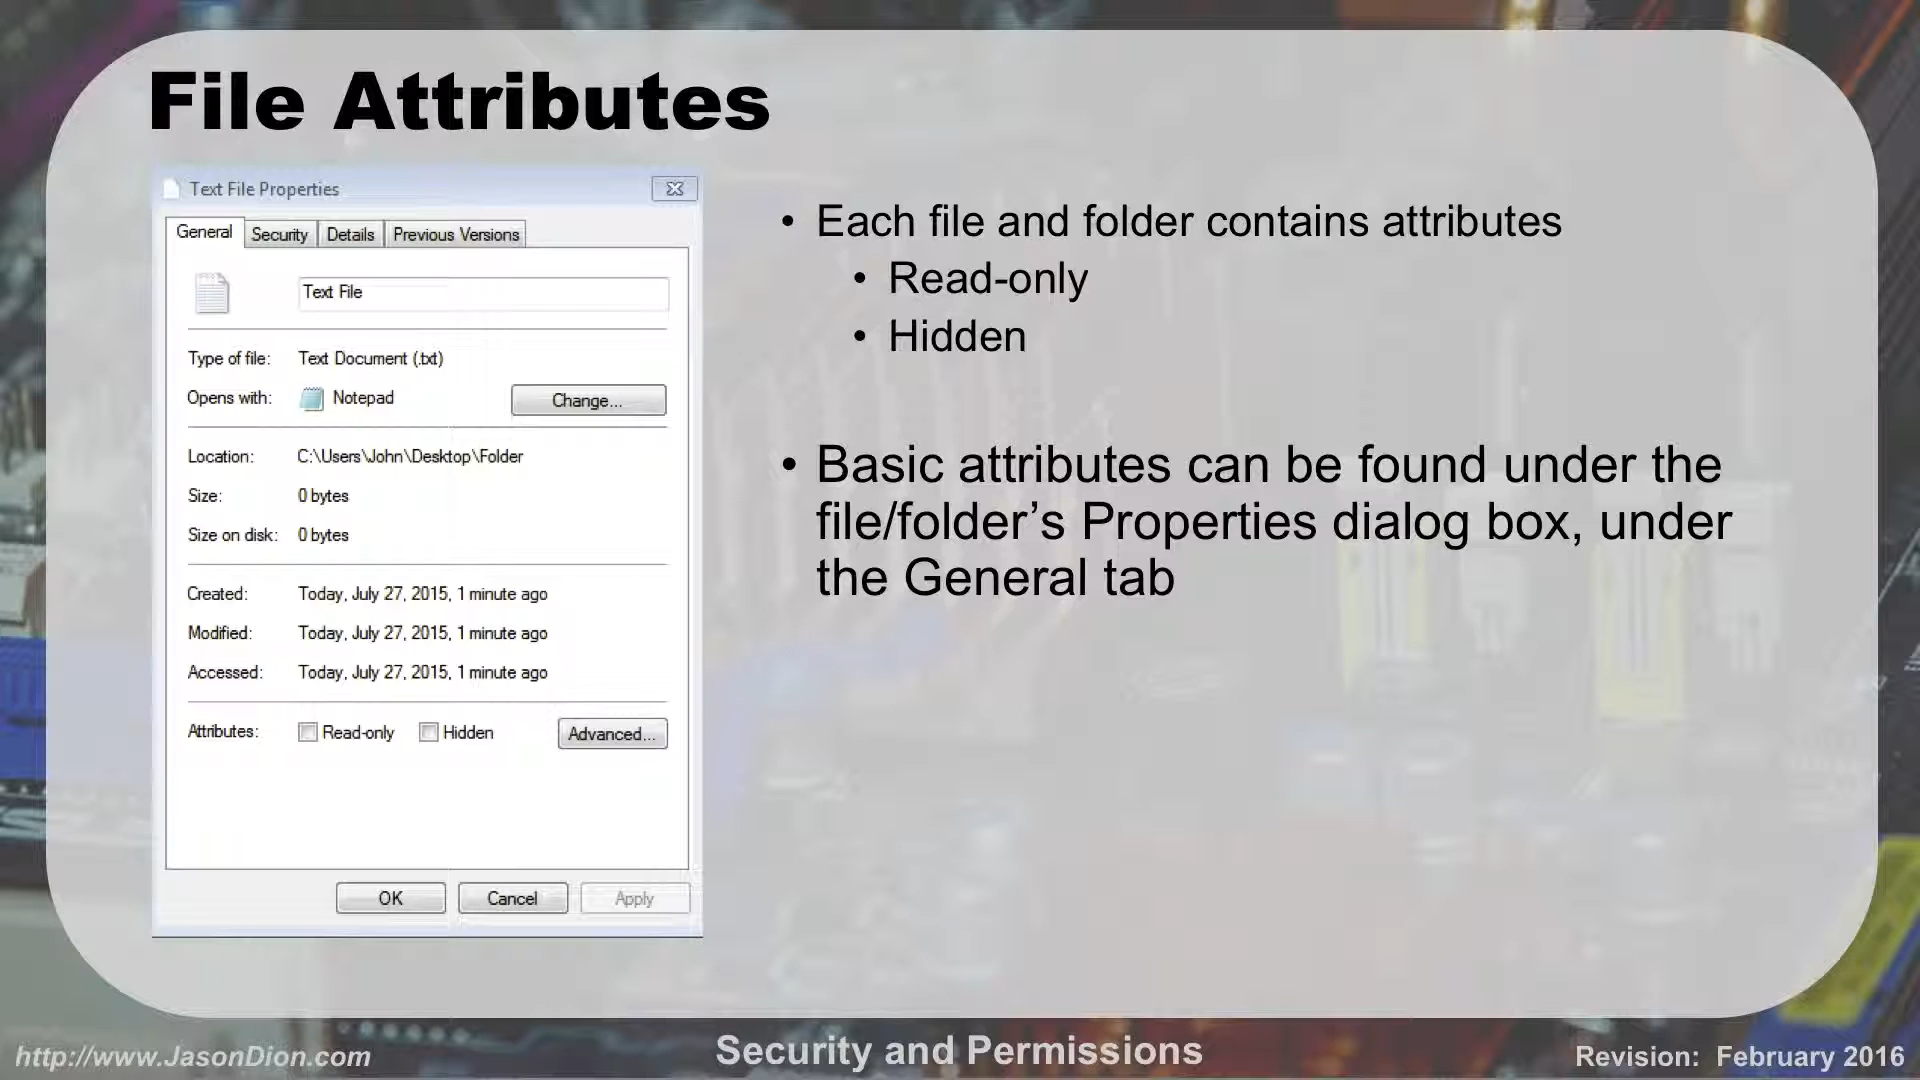 File Attributes
Text File Properties
General Security Details Previous Versions
Text File
Type of file: Text Document (.txt)
Opens with: Notepad Change...
Location: C:\Users\John\Desktop\Folder
Size: 0 bytes
Size on disk: 0 bytes
Created: Today, July 27, 2015, 1 minute ago
Modified: Today, July 27, 2015, 1 minute ago
Accessed: Today, July 27, 2015, 1 minute ago
Attributes: Read-only Hidden Advanced...
OK Cancel Apply
• Each file and folder contains attributes
• Read-only
• Hidden
• Basic attributes can be found under the
file/folder’s Properties dialog box, under
the General tab
http://www.JasonDion.com
Security and Permissions
Revision: February 2016